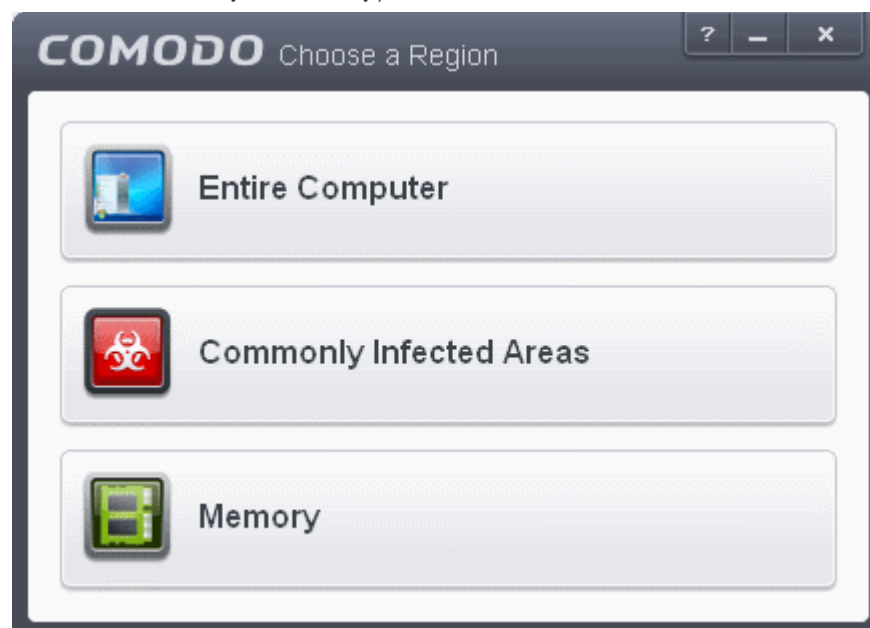 COMODO Choose a Region ? – x
Entire Computer
Commonly Infected Areas
Memory